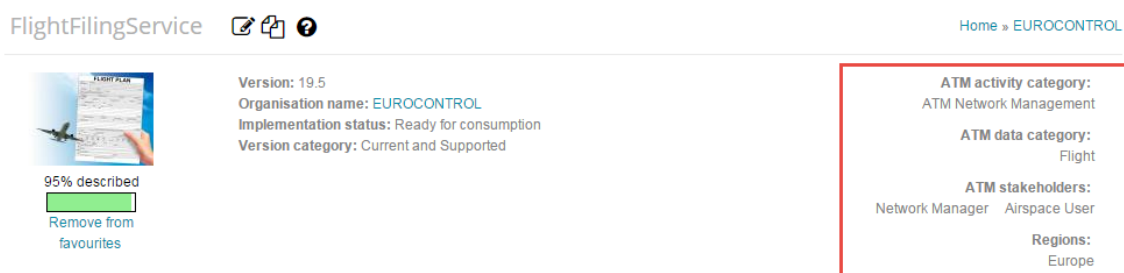 FlightFilingService
Home » EUROCONTROL
FLIGHT PLAN
95% described
Remove from
favourites
Version: 19.5
Organisation name: EUROCONTROL
Implementation status: Ready for consumption
Version category: Current and Supported
ATM activity category:
ATM Network Management
ATM data category:
Flight
ATM stakeholders:
Network Manager Airspace User
Regions:
Europe